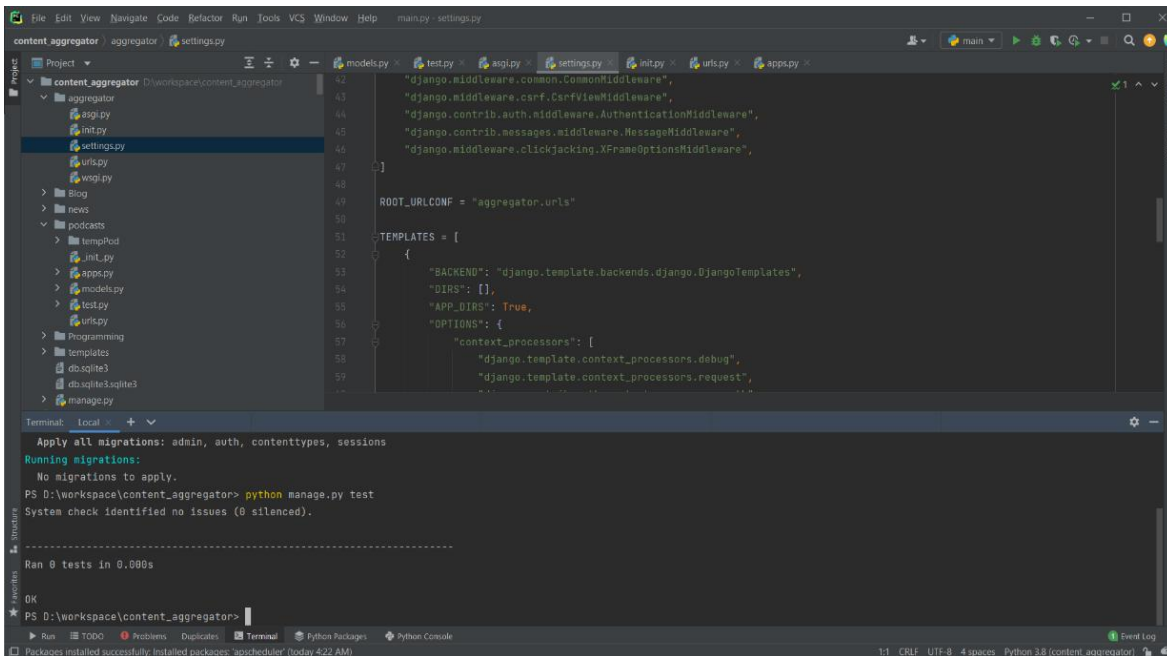 File Edit View Navigate Code Refactor Run Tools VCS Window Help main.py - settings.py
content_aggregator aggregator settings.py main
Project
Project
models.py test.py asgi.py settings.py init.py urls.py apps.py
content_aggregator D:\workspace\content_aggregator
aggregator
asgi.py
init.py
settings.py
urls.py
wsgi.py
Blog
news
podcasts
tempPod
_init_.py
apps.py
models.py
test.py
urls.py
Programming
templates
db.sqlite3
db.sqlite3.sqlite3
manage.py
42 "django.middleware.common.CommonMiddleware",
43 "django.middleware.csrf.CsrfViewMiddleware",
44 "django.contrib.auth.middleware.AuthenticationMiddleware",
45 "django.contrib.messages.middleware.MessageMiddleware",
46 "django.middleware.clickjacking.XFrameOptionsMiddleware",
47 ]
48
49 ROOT_URLCONF = "aggregator.urls"
50
51 TEMPLATES = [
52 {
53 "BACKEND": "django.template.backends.django.DjangoTemplates",
54 "DIRS": [],
55 "APP_DIRS": True,
56 "OPTIONS": {
57 "context_processors": [
58 "django.template.context_processors.debug",
59 "django.template.context_processors.request",
1
Terminal: Local
Apply all migrations: admin, auth, contenttypes, sessions
Running migrations:
No migrations to apply.
PS D:\workspace\content_aggregator> python manage.py test
System check identified no issues (0 silenced).
----------------------------------------------------------------------
Ran 0 tests in 0.000s
OK
PS D:\workspace\content_aggregator>
Structure
Favorites
Run TODO Problems Duplicates Terminal Python Packages Python Console 1 Event Log
Packages installed successfully: Installed packages: 'apscheduler' (today 4:22 AM) 1:1 CRLF UTF-8 4 spaces Python 3.8 (content_aggregator)